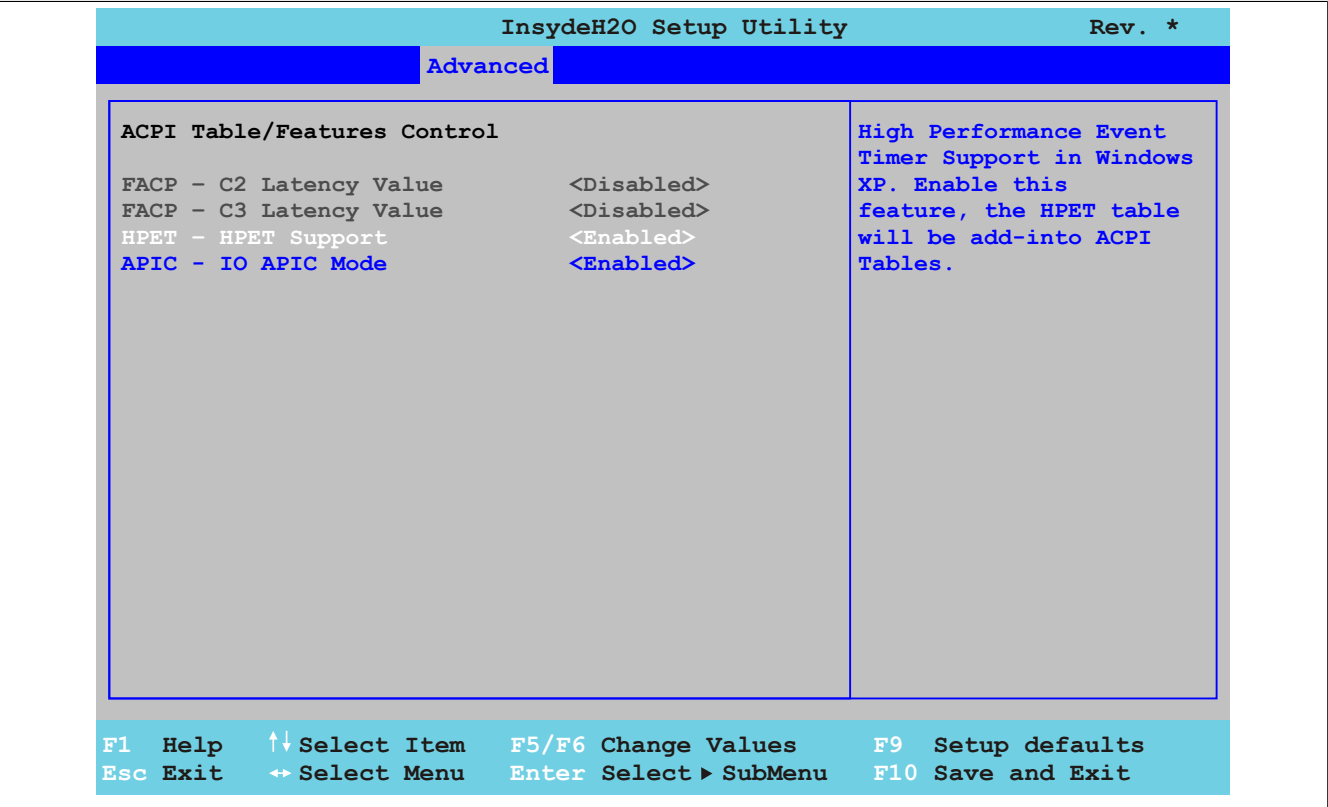 InsydeH2O Setup Utility Rev. *
Advanced
ACPI Table/Features Control
FACP – C2 Latency Value <Disabled>
FACP – C3 Latency Value <Disabled>
HPET – HPET Support <Enabled>
APIC - IO APIC Mode <Enabled>
High Performance Event
Timer Support in Windows
XP. Enable this
feature, the HPET table
will be add-into ACPI
Tables.
F1 Help ↑↓ Select Item F5/F6 Change Values F9 Setup defaults
Esc Exit ↔ Select Menu Enter Select ▶ SubMenu F10 Save and Exit